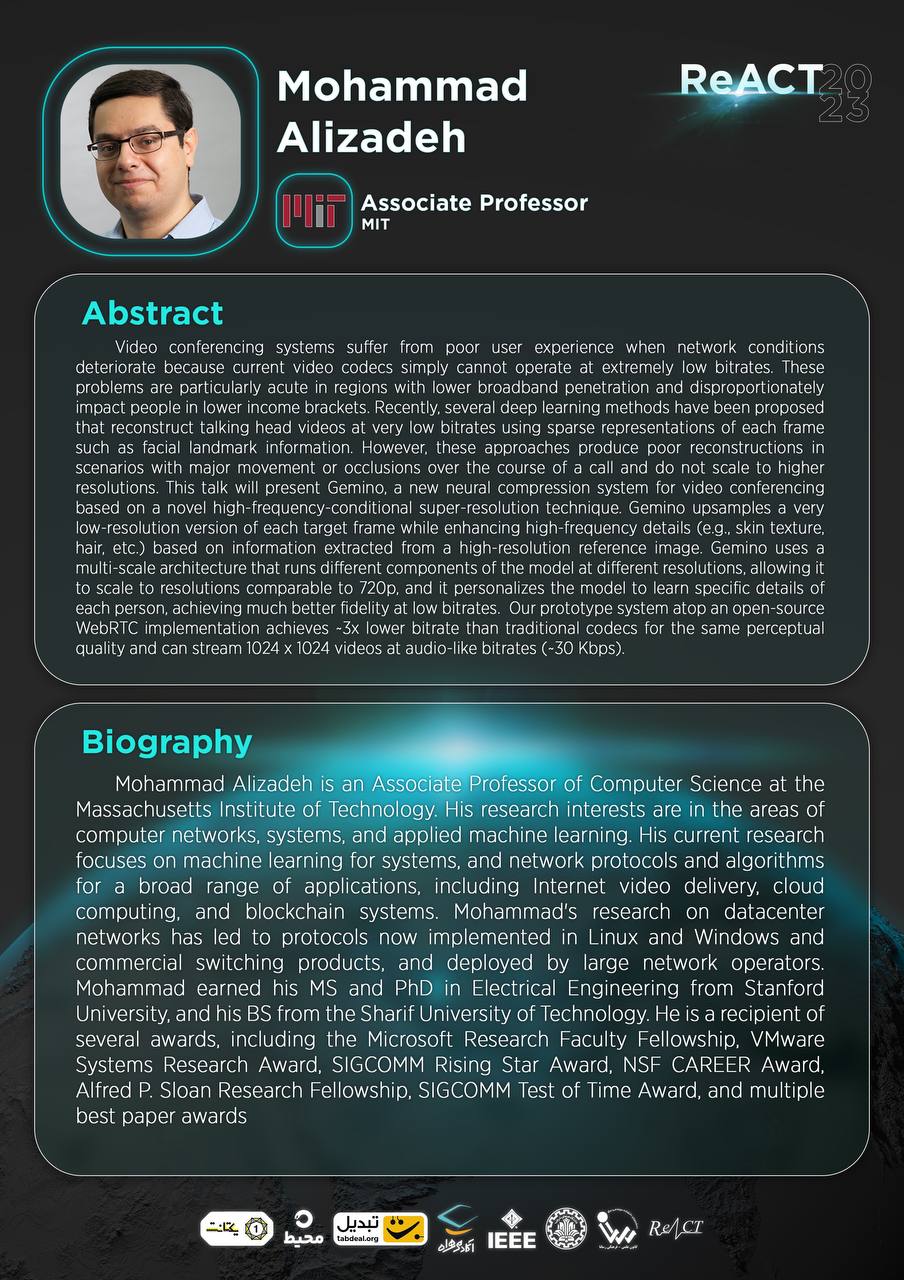 Mohammad
Alizadeh
ReACT
20
23
MIT
Associate Professor
MIT
Abstract
Video conferencing systems suffer from poor user experience when network conditions
deteriorate because current video codecs simply cannot operate at extremely low bitrates. These
problems are particularly acute in regions with lower broadband penetration and disproportionately
impact people in lower income brackets. Recently, several deep learning methods have been proposed
that reconstruct talking head videos at very low bitrates using sparse representations of each frame
such as facial landmark information. However, these approaches produce poor reconstructions in
scenarios with major movement or occlusions over the course of a call and do not scale to higher
resolutions. This talk will present Gemino, a new neural compression system for video conferencing
based on a novel high-frequency-conditional super-resolution technique. Gemino upsamples a very
low-resolution version of each target frame while enhancing high-frequency details (e.g., skin texture,
hair, etc.) based on information extracted from a high-resolution reference image. Gemino uses a
multi-scale architecture that runs different components of the model at different resolutions, allowing it
to scale to resolutions comparable to 720p, and it personalizes the model to learn specific details of
each person, achieving much better fidelity at low bitrates. Our prototype system atop an open-source
WebRTC implementation achieves ~3x lower bitrate than traditional codecs for the same perceptual
quality and can stream 1024 x 1024 videos at audio-like bitrates (~30 Kbps).
Biography
Mohammad Alizadeh is an Associate Professor of Computer Science at the
Massachusetts Institute of Technology. His research interests are in the areas of
computer networks, systems, and applied machine learning. His current research
focuses on machine learning for systems, and network protocols and algorithms
for a broad range of applications, including Internet video delivery, cloud
computing, and blockchain systems. Mohammad's research on datacenter
networks has led to protocols now implemented in Linux and Windows and
commercial switching products, and deployed by large network operators.
Mohammad earned his MS and PhD in Electrical Engineering from Stanford
University, and his BS from the Sharif University of Technology. He is a recipient of
several awards, including the Microsoft Research Faculty Fellowship, VMware
Systems Research Award, SIGCOMM Rising Star Award, NSF CAREER Award,
Alfred P. Sloan Research Fellowship, SIGCOMM Test of Time Award, and multiple
best paper awards
یکتانت
1
محیط
تبدیل
tabdeal.org
IEEE
ReACT